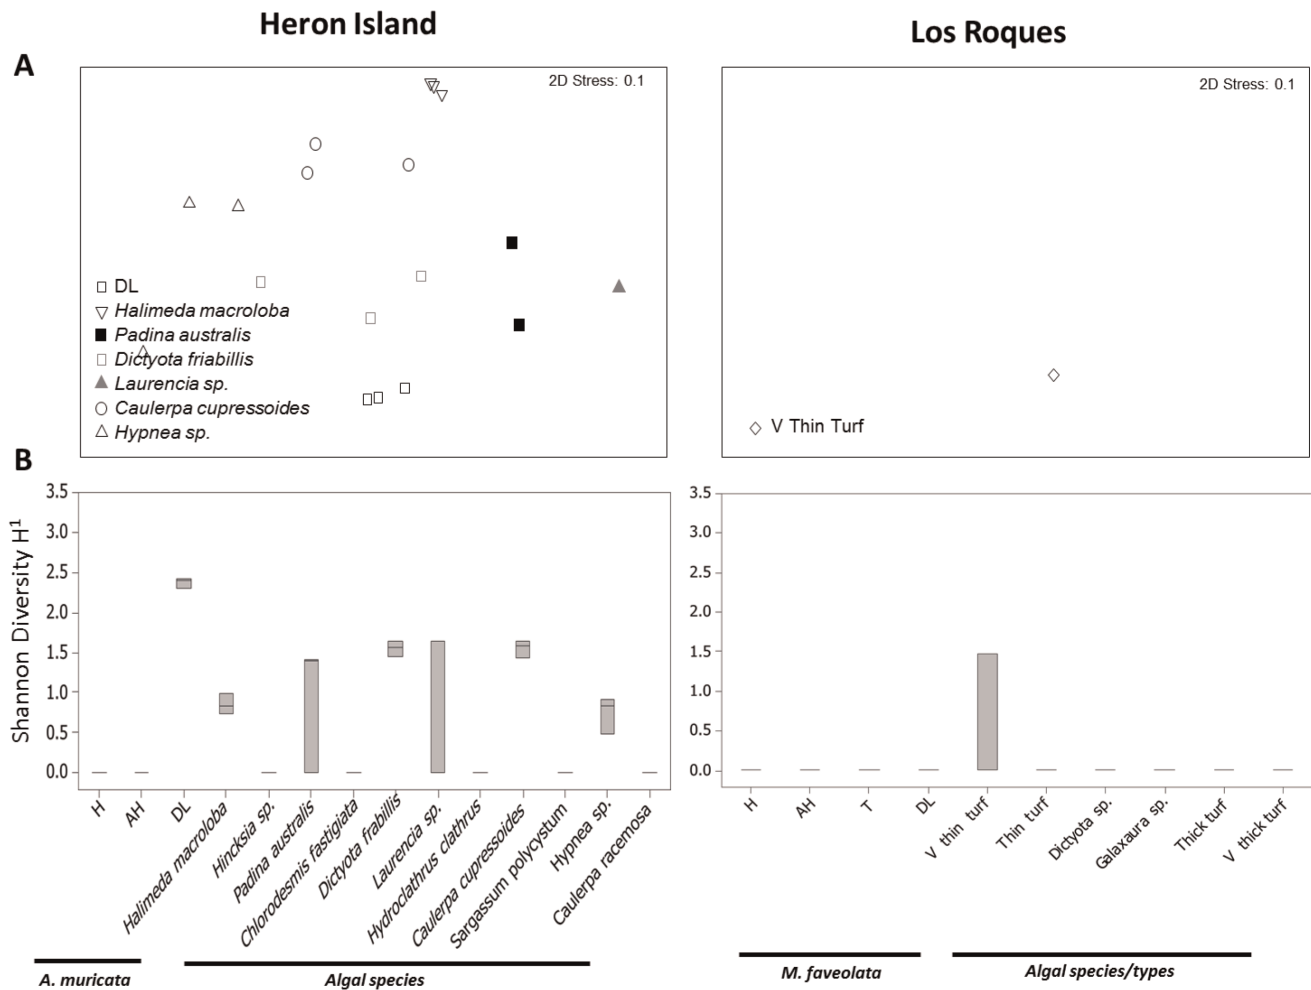 Heron Island
Los Roques
A
2D Stress: 0.1
2D Stress: 0.1
DL
Halimeda macroloba
Padina australis
Dictyota friabillis
Laurencia sp.
Caulerpa cupressoides
Hypnea sp.
V Thin Turf
B
Shannon Diversity H1
3.5
3.0
2.5
2.0
1.5
1.0
0.5
0.0
H
AH
DL
Halimeda macroloba
Hincksia sp.
Padina australis
Chlorodesmis fastigiata
Dictyota frabillis
Laurencia sp.
Hydroclathrus clathrus
Caulerpa cupressoides
Sargassum polycystum
Hypnea sp.
Caulerpa racemosa
A. muricata
Algal species
3.5
3.0
2.5
2.0
1.5
1.0
0.5
0.0
H
AH
T
DL
V thin turf
Thin turf
Dictyota sp.
Galaxaura sp.
Thick turf
V thick turf
M. faveolata
Algal species/types